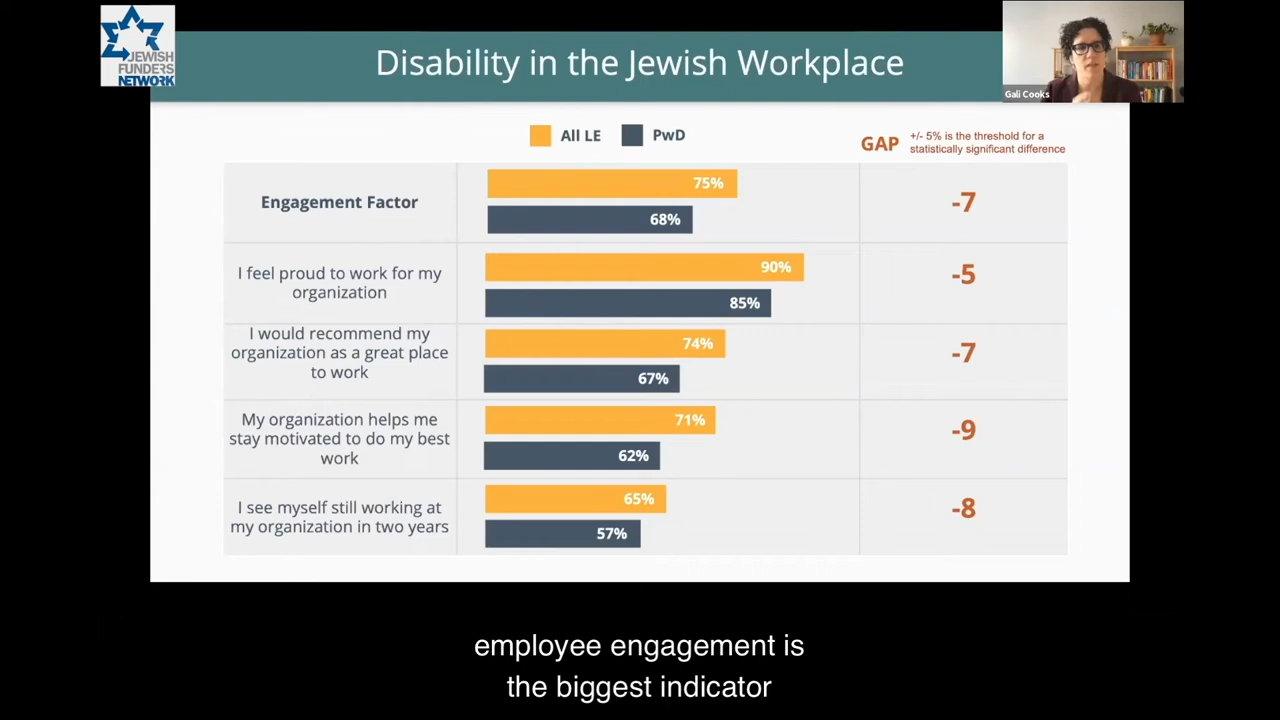 JEWISH
FUNDERS
NETWORK
Disability in the Jewish Workplace
Gali Cooks
All LE
PwD
GAP
+/- 5% is the threshold for a
statistically significant difference
Engagement Factor
75%
68%
-7
I feel proud to work for my
organization
90%
85%
-5
I would recommend my
organization as a great place
to work
74%
67%
-7
My organization helps me
stay motivated to do my best
work
71%
62%
-9
I see myself still working at
my organization in two years
65%
57%
-8
employee engagement is
the biggest indicator